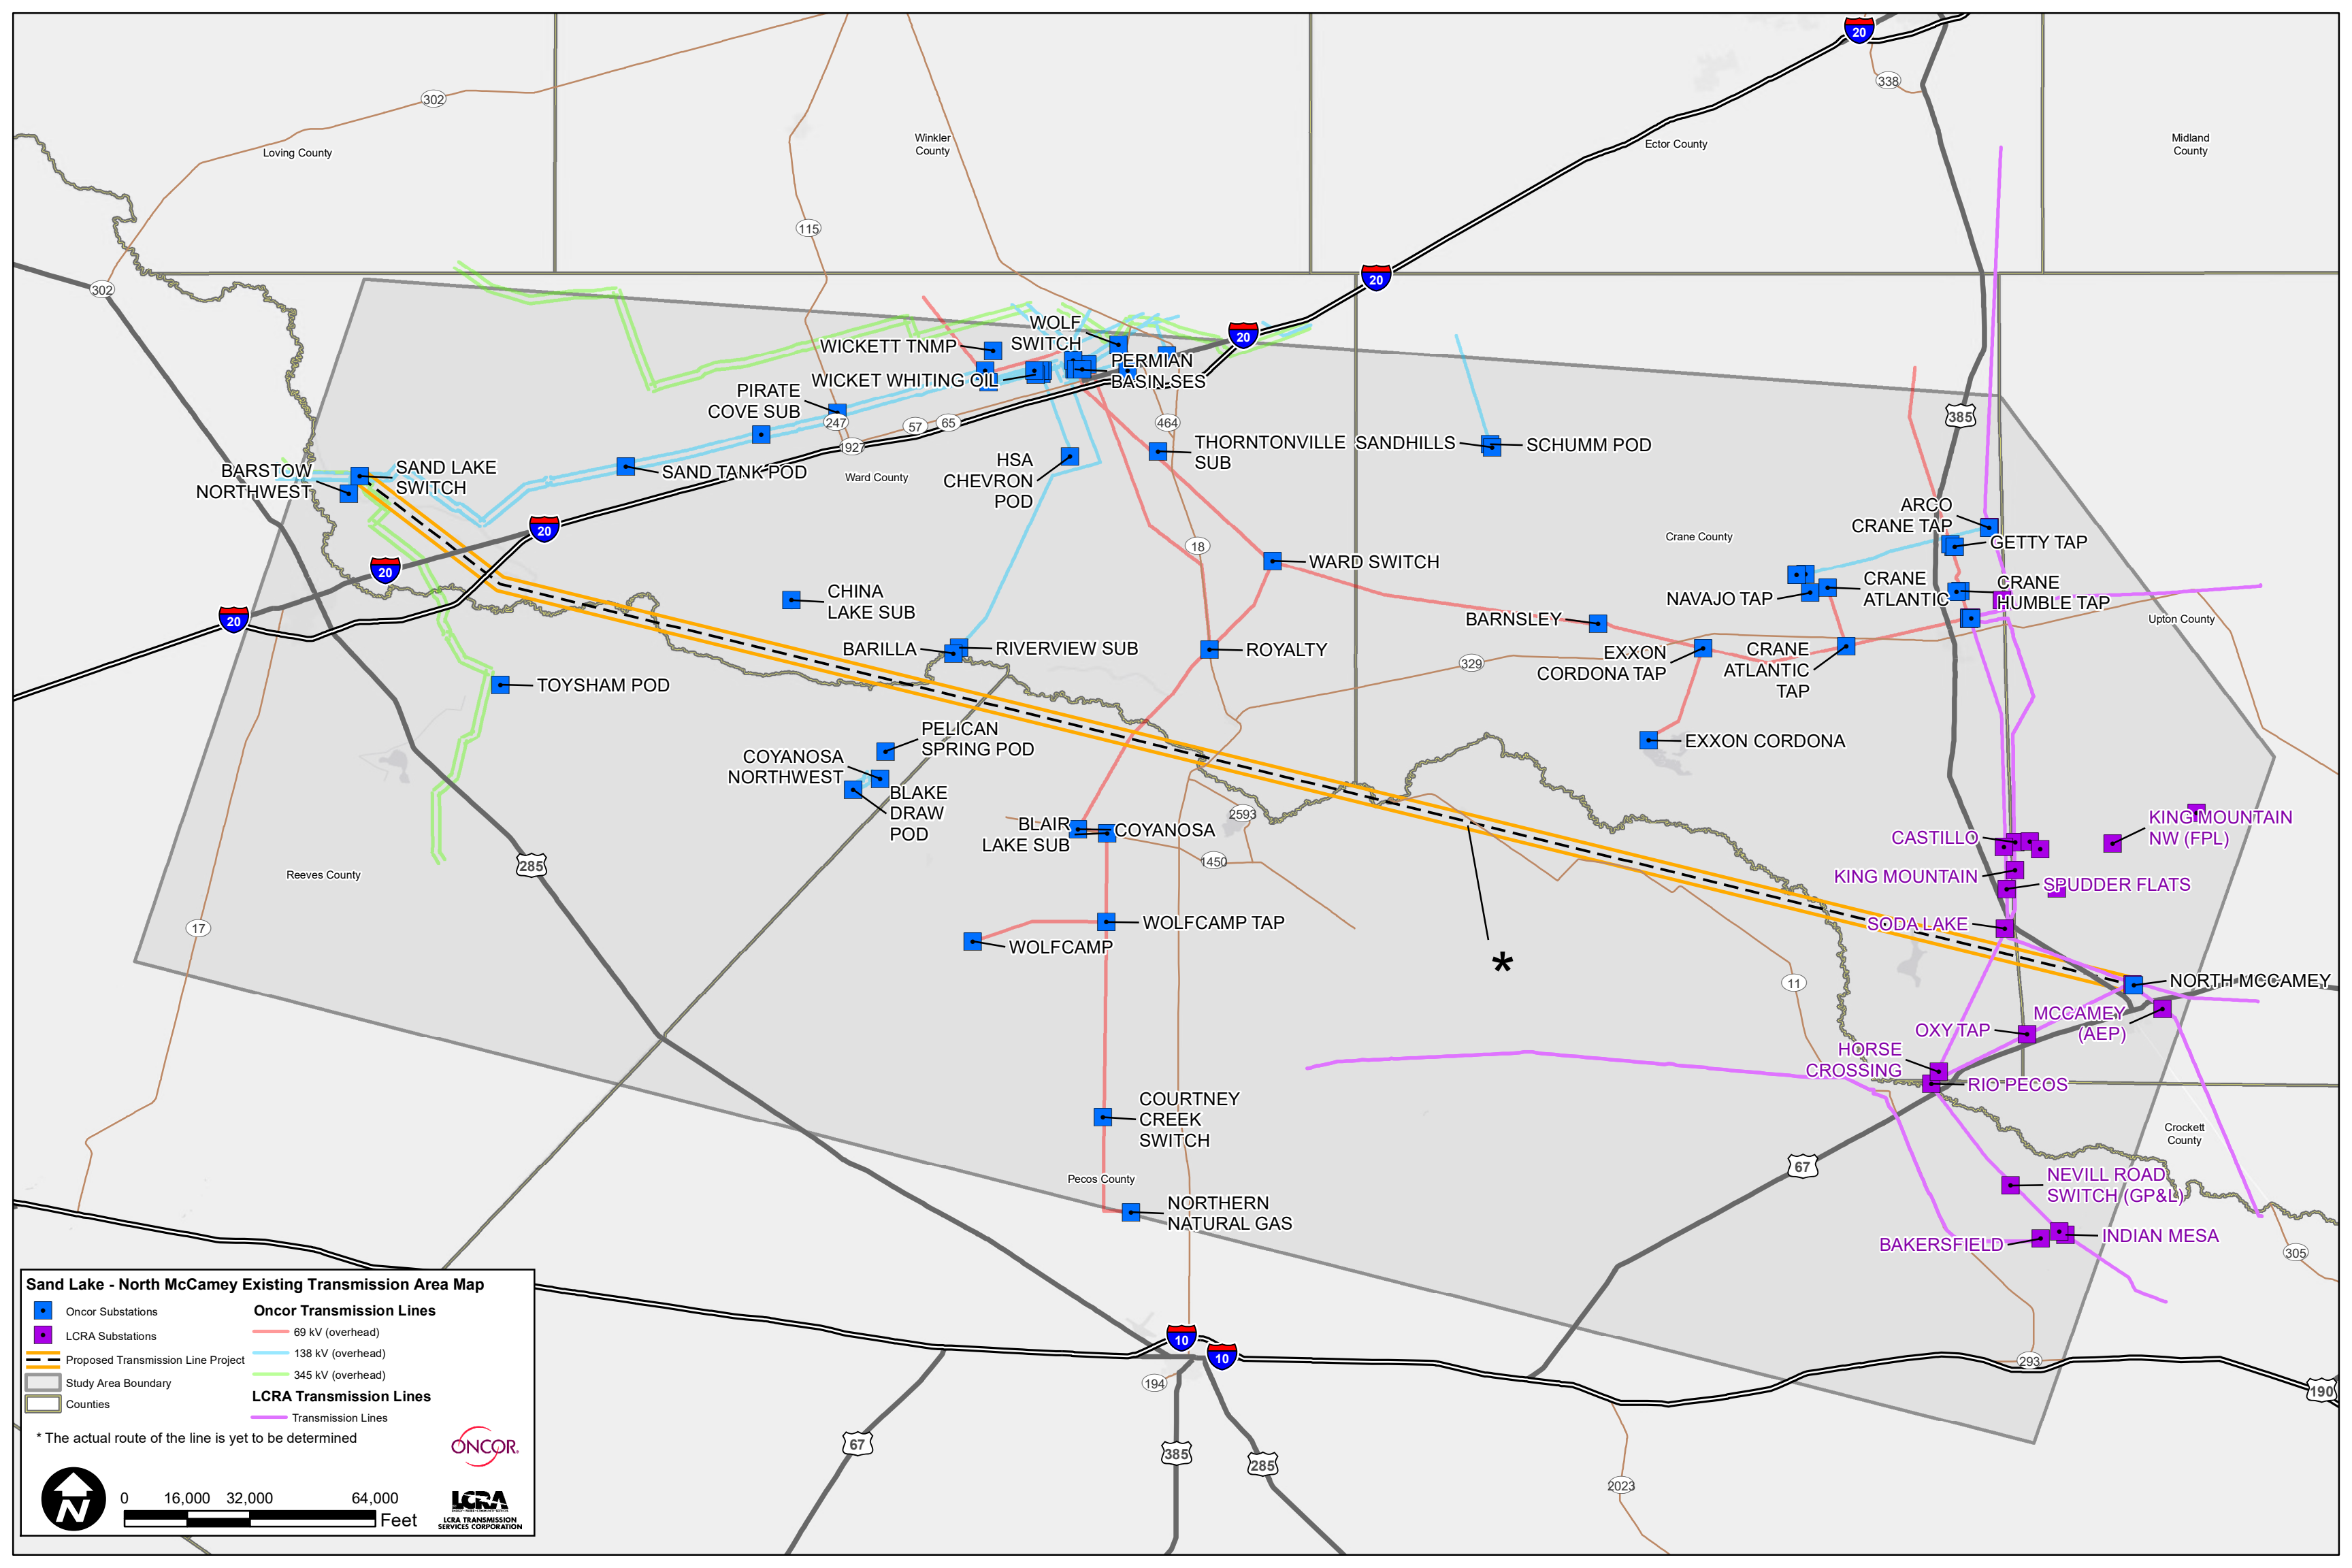 20
338
302
Loving County
Winkler
County
Ector County
Midland
County
115
302
20
20
WOLF
SWITCH
WICKETT TNMP
PERMIAN
BASIN SES
WICKET WHITING OIL
PIRATE
COVE SUB
247
57
65
1927
464
385
THORNTONVILLE
SUB
SANDHILLS
SCHUMM POD
BARSTOW
NORTHWEST
SAND LAKE
SWITCH
SAND TANK POD
Ward County
HSA
CHEVRON
POD
20
18
ARCO
CRANE TAP
Crane County
GETTY TAP
20
WARD SWITCH
CHINA
LAKE SUB
NAVAJO TAP
CRANE
ATLANTIC
CRANE
HUMBLE TAP
20
BARNSLEY
Upton County
BARILLA
RIVERVIEW SUB
ROYALTY
329
EXXON
CORDONA TAP
CRANE
ATLANTIC
TAP
TOYSHAM POD
PELICAN
SPRING POD
EXXON CORDONA
COYANOSA
NORTHWEST
BLAKE
DRAW
POD
2593
BLAIR
LAKE SUB
COYANOSA
1450
CASTILLO
KING MOUNTAIN
NW (FPL)
285
Reeves County
KING MOUNTAIN
SPUDDER FLATS
17
WOLFCAMP TAP
WOLFCAMP
SODA LAKE
*
11
NORTH MCCAMEY
MCCAMEY
(AEP)
OXY TAP
HORSE
CROSSING
RIO PECOS
COURTNEY
CREEK
SWITCH
Crockett
County
67
Pecos County
NEVILL ROAD
SWITCH (GP&L)
NORTHERN
NATURAL GAS
BAKERSFIELD
INDIAN MESA
305
10
10
293
194
190
67
385
285
2023
Sand Lake - North McCamey Existing Transmission Area Map
Oncor Substations
LCRA Substations
Proposed Transmission Line Project
Study Area Boundary
Counties
Oncor Transmission Lines
69 kV (overhead)
138 kV (overhead)
345 kV (overhead)
LCRA Transmission Lines
Transmission Lines
* The actual route of the line is yet to be determined
ONCOR
N
0 16,000 32,000 64,000
Feet
LCRA
LCRA TRANSMISSION
SERVICES CORPORATION